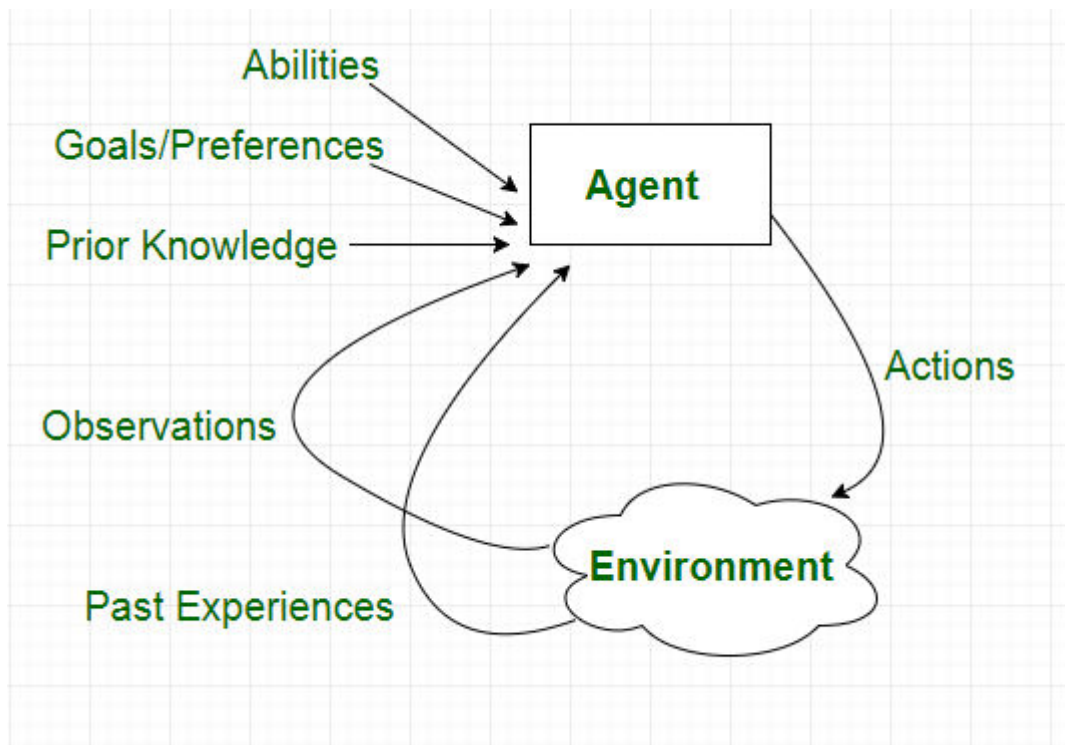 Abilities
Goals/Preferences
Agent
Prior Knowledge
Actions
Observations
Environment
Past Experiences